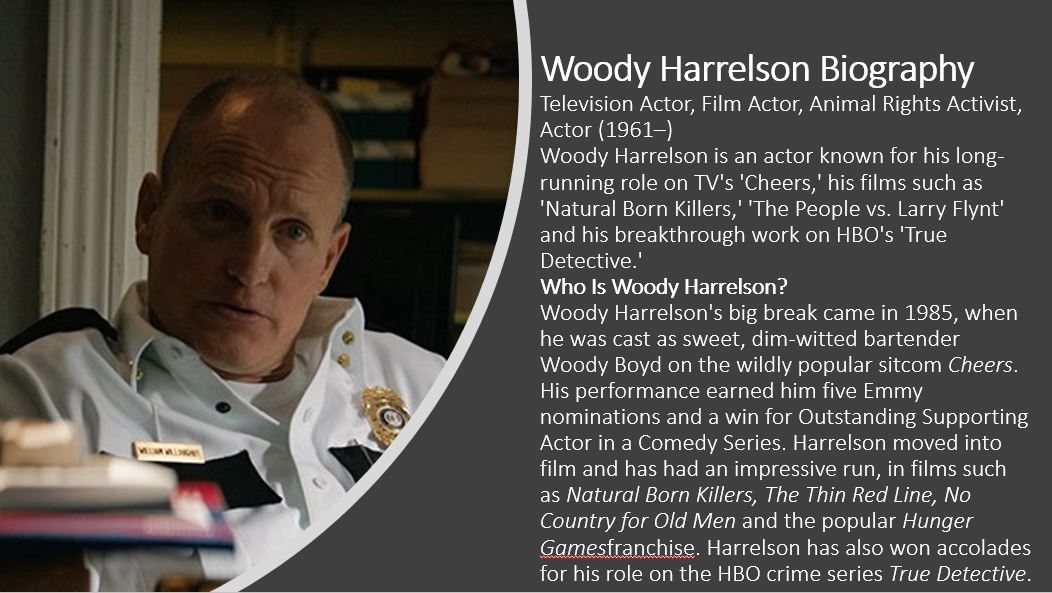 Woody Harrelson Biography
Television Actor, Film Actor, Animal Rights Activist,
Actor (1961–)
Woody Harrelson is an actor known for his long-
running role on TV's 'Cheers,' his films such as
'Natural Born Killers,' 'The People vs. Larry Flynt'
and his breakthrough work on HBO's 'True
Detective.'
Who Is Woody Harrelson?
Woody Harrelson's big break came in 1985, when
he was cast as sweet, dim-witted bartender
Woody Boyd on the wildly popular sitcom Cheers.
His performance earned him five Emmy
nominations and a win for Outstanding Supporting
Actor in a Comedy Series. Harrelson moved into
film and has had an impressive run, in films such
as Natural Born Killers, The Thin Red Line, No
Country for Old Men and the popular Hunger
Gamesfranchise. Harrelson has also won accolades
for his role on the HBO crime series True Detective.
WILLIAM WILLOUGHBY